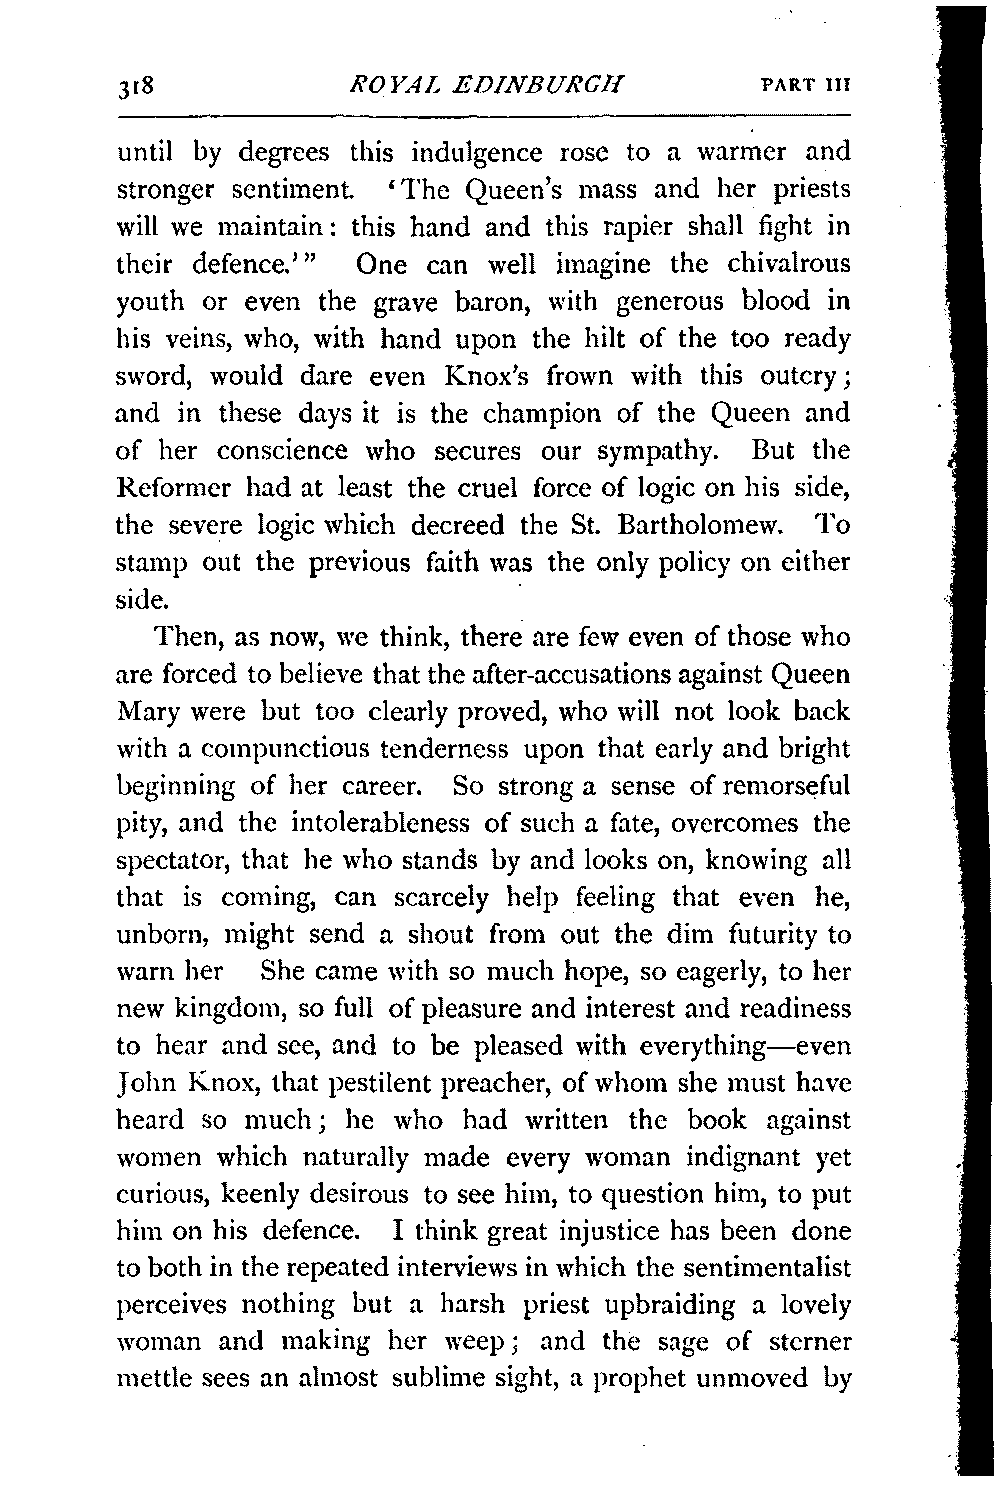 318 ROYAL EDINBURGH PART III
until by degrees this indulgence rose to a warmer and
stronger sentiment. ‘The Queen's mass and her priests
will we maintain: this hand and this rapier shall fight in
their defence.’” One can well imagine the chivalrous
youth or even the grave baron, with generous blood in
his veins, who, with hand upon the hilt of the too ready
sword, would dare even Knox's frown with this outcry;
and in these days it is the champion of the Queen and
of her conscience who secures our sympathy. But the
Reformer had at least the cruel force of logic on his side,
the severe logic which decreed the St. Bartholomew. To
stamp out the previous faith was the only policy on either
side.
Then, as now, we think, there are few even of those who
are forced to believe that the after-accusations against Queen
Mary were but too clearly proved, who will not look back
with a compunctious tenderness upon that early and bright
beginning of her career. So strong a sense of remorseful
pity, and the intolerableness of such a fate, overcomes the
spectator, that he who stands by and looks on, knowing all
that is coming, can scarcely help feeling that even he,
unborn, might send a shout from out the dim futurity to
warn her She came with so much hope, so eagerly, to her
new kingdom, so full of pleasure and interest and readiness
to hear and see, and to be pleased with everything—even
John Knox, that pestilent preacher, of whom she must have
heard so much; he who had written the book against
women which naturally made every woman indignant yet
curious, keenly desirous to see him, to question him, to put
him on his defence. I think great injustice has been done
to both in the repeated interviews in which the sentimentalist
perceives nothing but a harsh priest upbraiding a lovely
woman and making her weep; and the sage of sterner
mettle sees an almost sublime sight, a prophet unmoved by